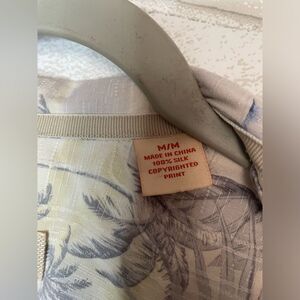 M/M
MADE IN CHINA
100% SILK
COPYRIGHTED
PRINT